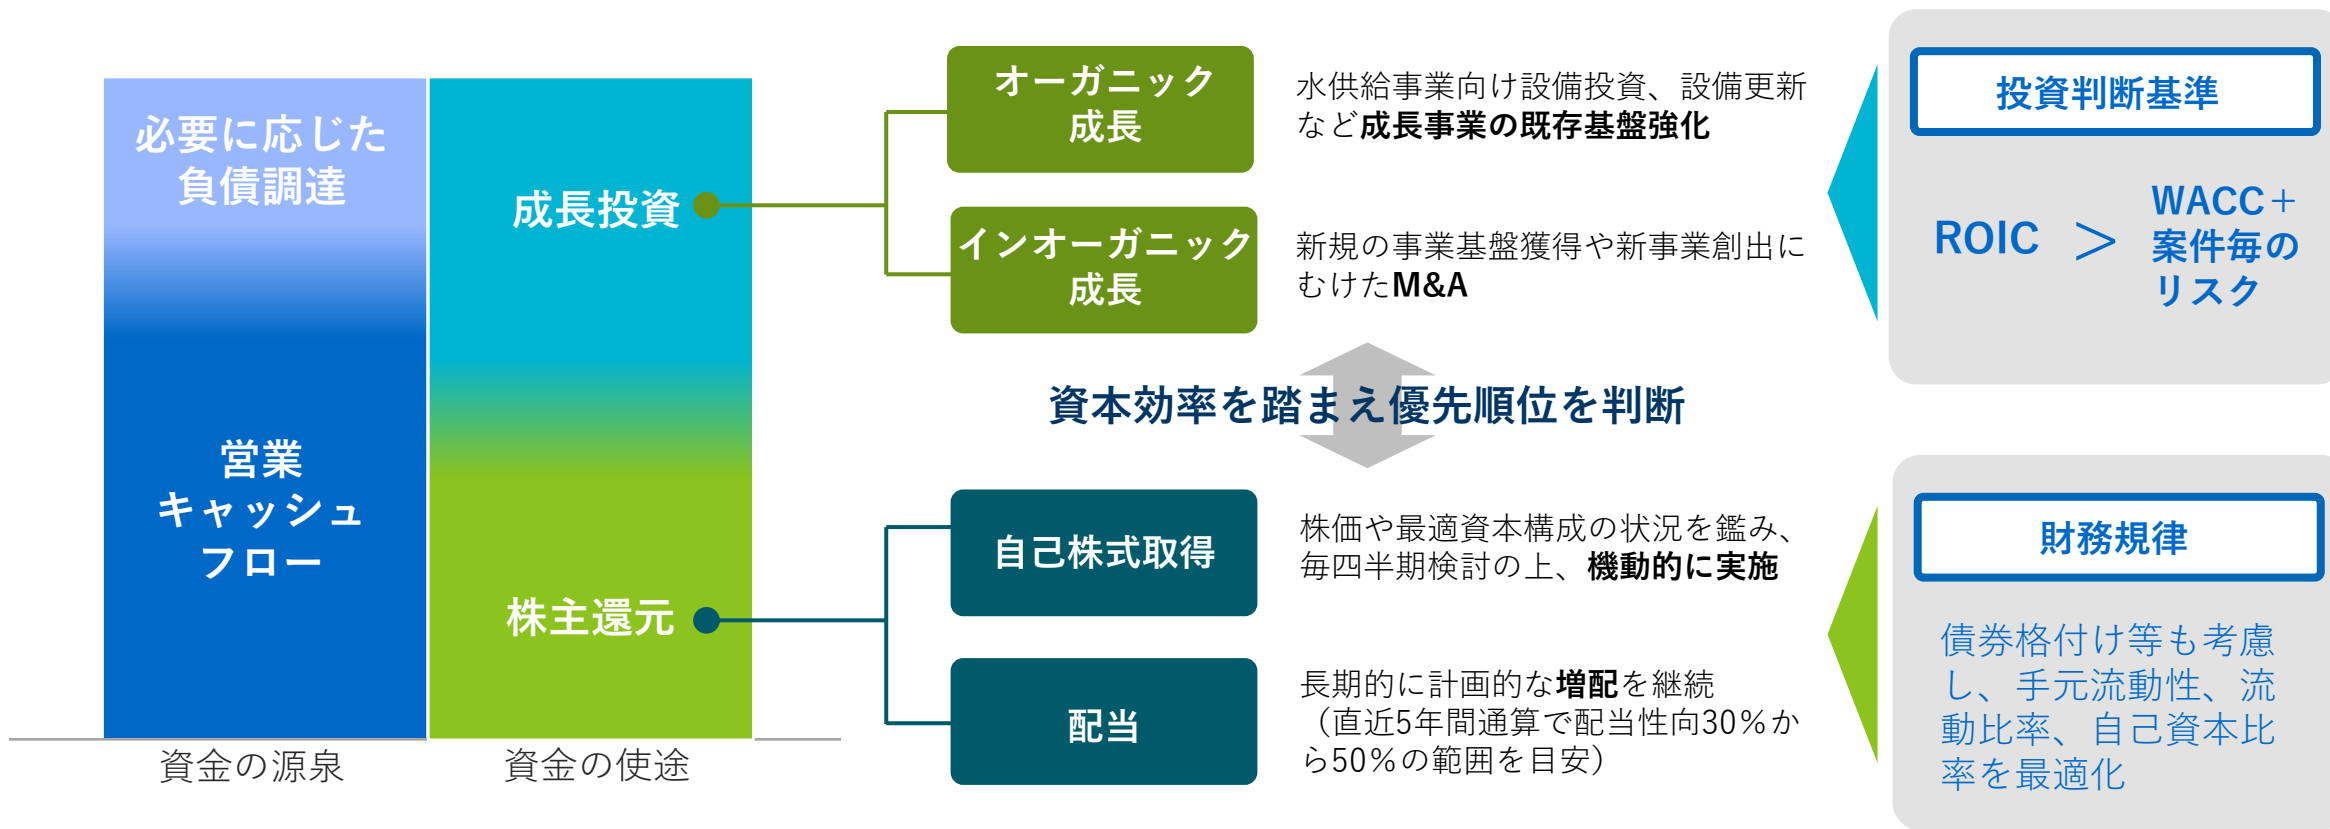 必要に応じた
負債調達
営業
キャッシュ
フロー
資金の源泉
成長投資
株主還元
資金の使途
オーガニック
成長
水供給事業向け設備投資、設備更新
など成長事業の既存基盤強化
インオーガニック
成長
新規の事業基盤獲得や新事業創出に
むけたM&A
資本効率を踏まえ優先順位を判断
自己株式取得
株価や最適資本構成の状況を鑑み、
毎四半期検討の上、機動的に実施
配当
長期的に計画的な増配を継続
（直近5年間通算で配当性向30％か
ら50％の範囲を目安）
投資判断基準
ROIC ＞
WACC＋
案件毎の
リスク
財務規律
債券格付け等も考慮
し、手元流動性、流
動比率、自己資本比
率を最適化